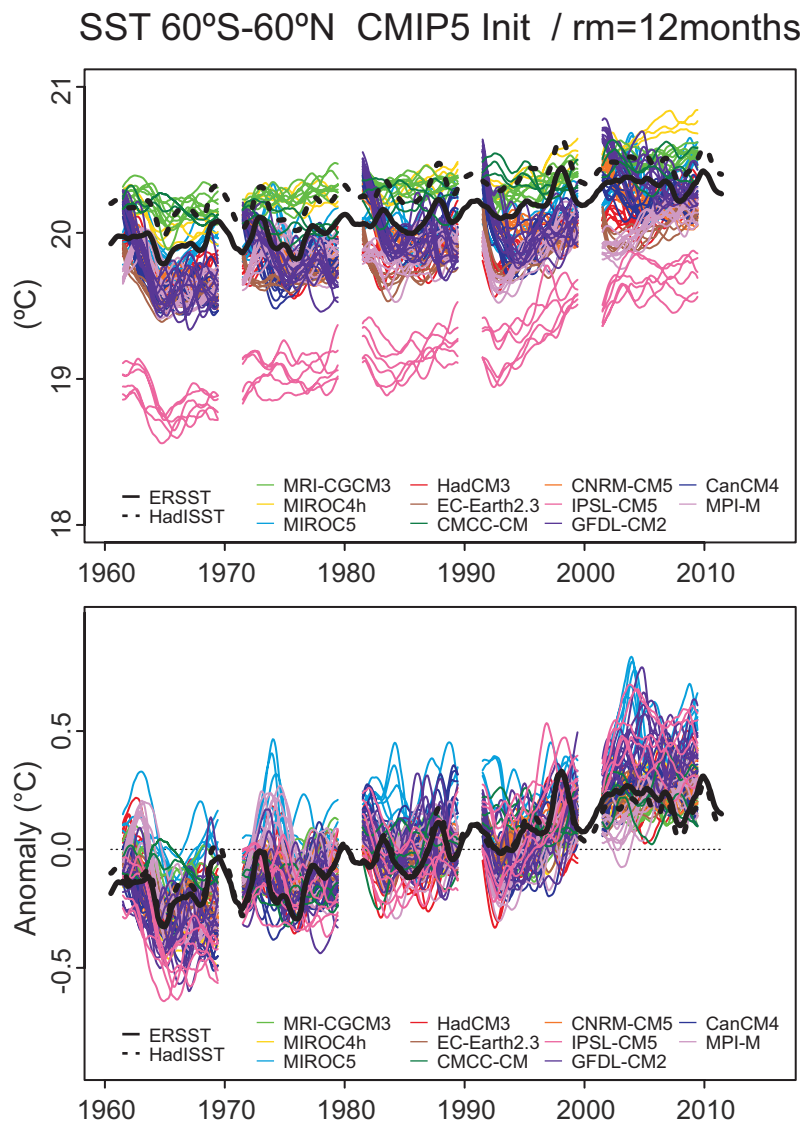 SST 60ºS-60ºN CMIP5 Init / rm=12months
21
20
19
18
(ºC)
ERSST
HadISST
MRI-CGCM3
MIROC4h
MIROC5
HadCM3
EC-Earth2.3
CMCC-CM
CNRM-CM5
IPSL-CM5
GFDL-CM2
CanCM4
MPI-M
1960 1970 1980 1990 2000 2010
0.5
0.0
-0.5
Anomaly (°C)
ERSST
HadISST
MRI-CGCM3
MIROC4h
MIROC5
HadCM3
EC-Earth2.3
CMCC-CM
CNRM-CM5
IPSL-CM5
GFDL-CM2
CanCM4
MPI-M
1960 1970 1980 1990 2000 2010